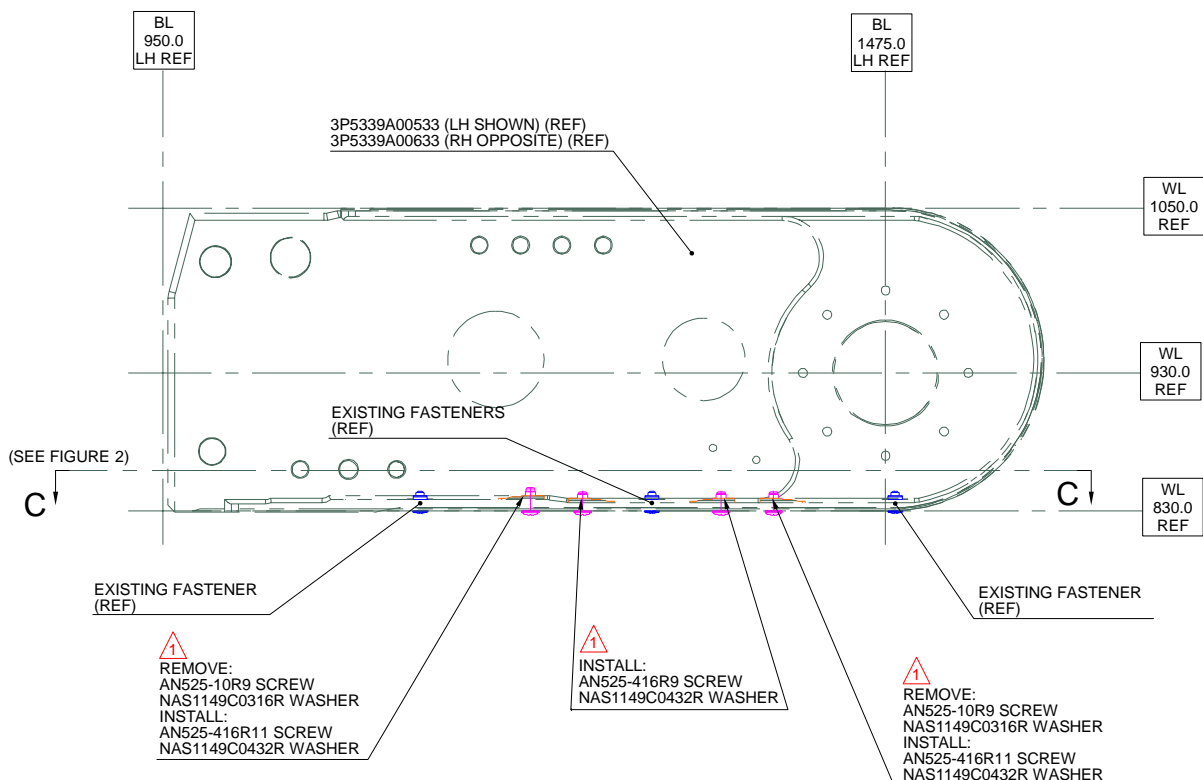 BL
950.0
LH REF
BL
1475.0
LH REF
3P5339A00533 (LH SHOWN) (REF)
3P5339A00633 (RH OPPOSITE) (REF)
WL
1050.0
REF
WL
930.0
REF
EXISTING FASTENERS
(REF)
(SEE FIGURE 2)
C
C
WL
830.0
REF
EXISTING FASTENER
(REF)
EXISTING FASTENER
(REF)
1
REMOVE:
AN525-10R9 SCREW
NAS1149C0316R WASHER
INSTALL:
AN525-416R11 SCREW
NAS1149C0432R WASHER
1
INSTALL:
AN525-416R9 SCREW
NAS1149C0432R WASHER
1
REMOVE:
AN525-10R9 SCREW
NAS1149C0316R WASHER
INSTALL:
AN525-416R11 SCREW
NAS1149C0432R WASHER